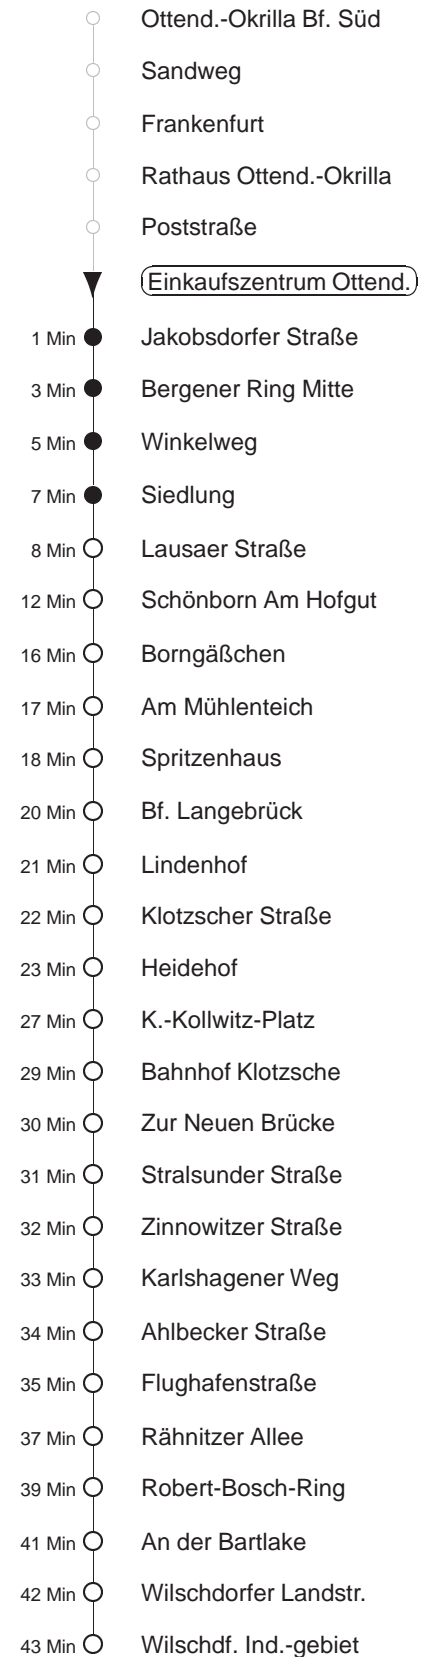 Ottend.-Okrilla Bf. Süd
Sandweg
Frankenfurt
Rathaus Ottend.-Okrilla
Poststraße
Einkaufszentrum Ottend.
1 Min Jakobsdorfer Straße
3 Min Bergener Ring Mitte
5 Min Winkelweg
7 Min Siedlung
8 Min Lausaer Straße
12 Min Schönborn Am Hofgut
16 Min Borngäßchen
17 Min Am Mühlenteich
18 Min Spritzenhaus
20 Min Bf. Langebrück
21 Min Lindenhof
22 Min Klotzscher Straße
23 Min Heidehof
27 Min K.-Kollwitz-Platz
29 Min Bahnhof Klotzsche
30 Min Zur Neuen Brücke
31 Min Stralsunder Straße
32 Min Zinnowitzer Straße
33 Min Karlshagener Weg
34 Min Ahlbecker Straße
35 Min Flughafenstraße
37 Min Rähnitzer Allee
39 Min Robert-Bosch-Ring
41 Min An der Bartlake
42 Min Wilschdorfer Landstr.
43 Min Wilschdf. Ind.-gebiet